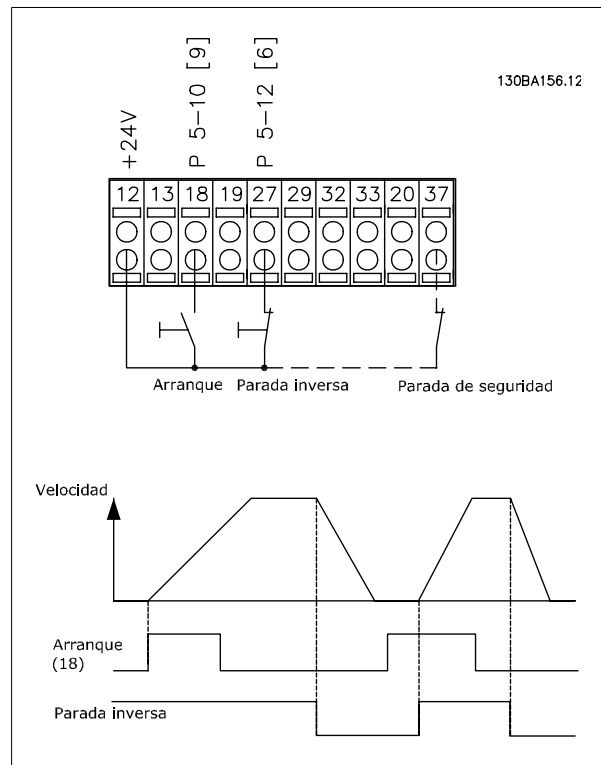 130BA156.12
+24V
P 5-10 [9]
P 5-12 [6]
12 13 18 19 27 29 32 33 20 37
Arranque Parada inversa Parada de seguridad
Velocidad
Arranque
(18)
Parada inversa